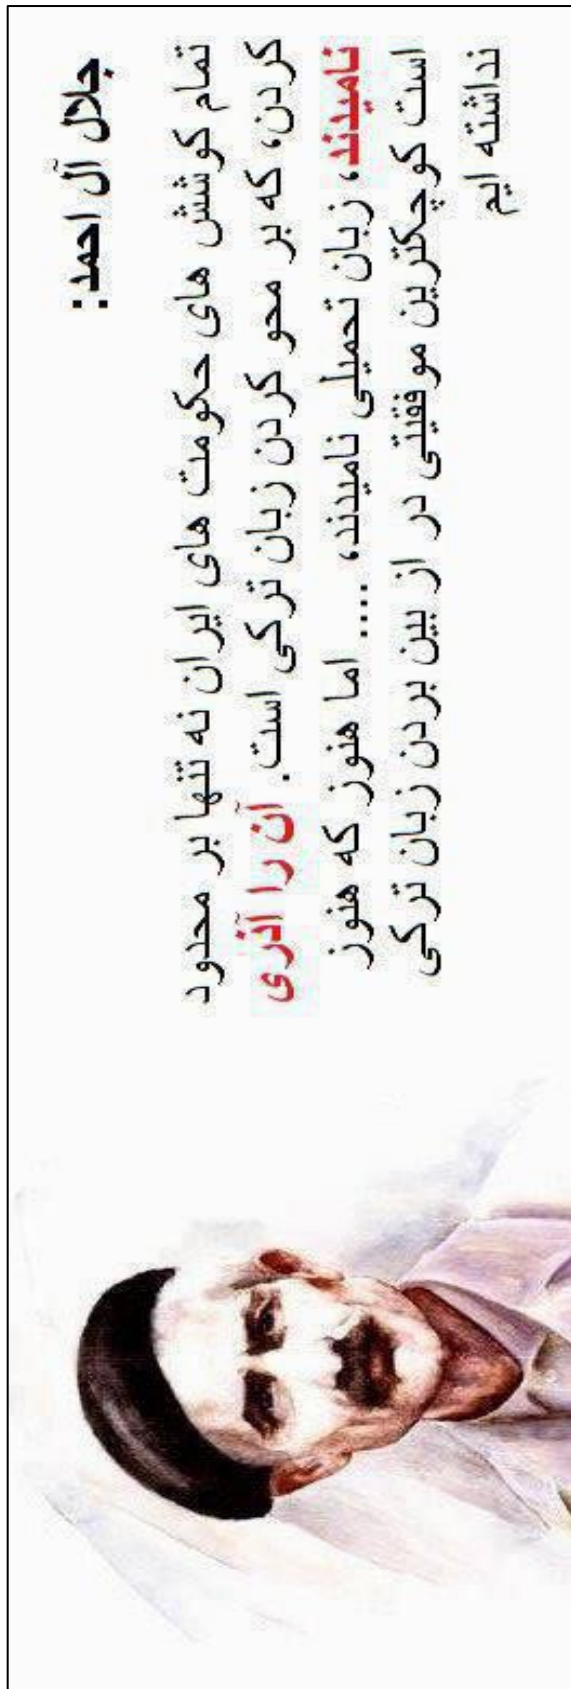 جلال آل احمد:
تمام کوشش های حکومت های ایران نه تنها بر محدود
کردن، که بر محو کردن زبان ترکی است. آن را آذری
نامیدند، زبان تحمیلی نامیدند، .... اما هنوز که هنوز
است کوچکترین موفقیتی در از بین بردن زبان ترکی
نداشته ایم